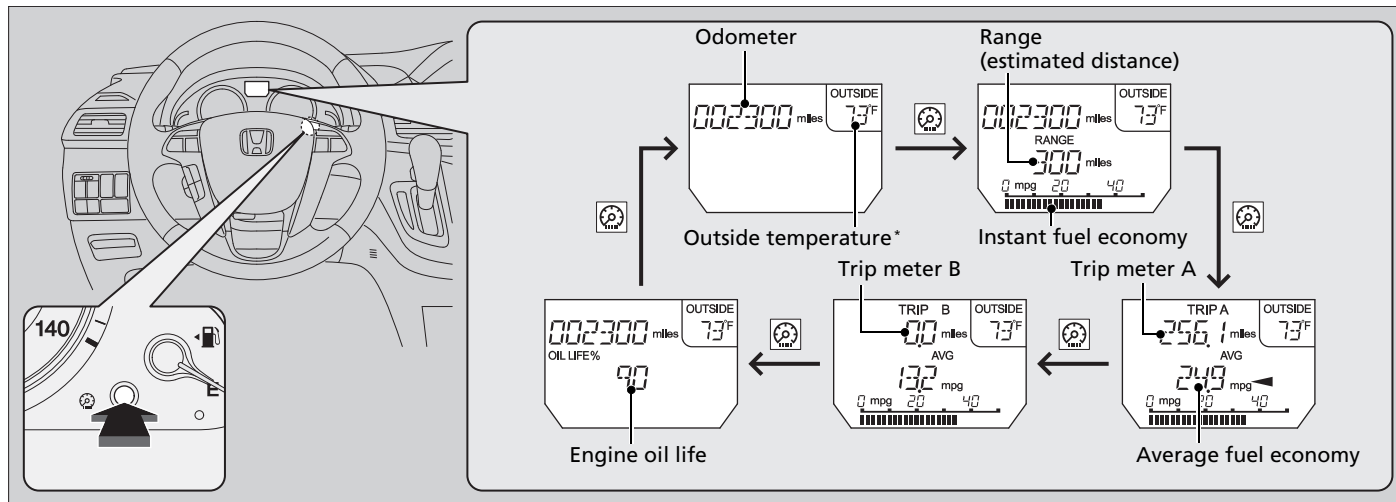 Odometer
Range
(estimated distance)
OUTSIDE
002300 miles 73°F
OUTSIDE
002300 miles 73°F
RANGE
300 miles
0 mpg 20 40
Outside temperature*
Instant fuel economy
Trip meter B
Trip meter A
OUTSIDE
002300 miles 73°F
OIL LIFE%
90
TRIP B OUTSIDE
0.0 miles 73°F
AVG
13.2 mpg
0 mpg 20 40
TRIP A OUTSIDE
256.1 miles 73°F
AVG
24.9 mpg
0 mpg 20 40
Engine oil life
Average fuel economy
140
E